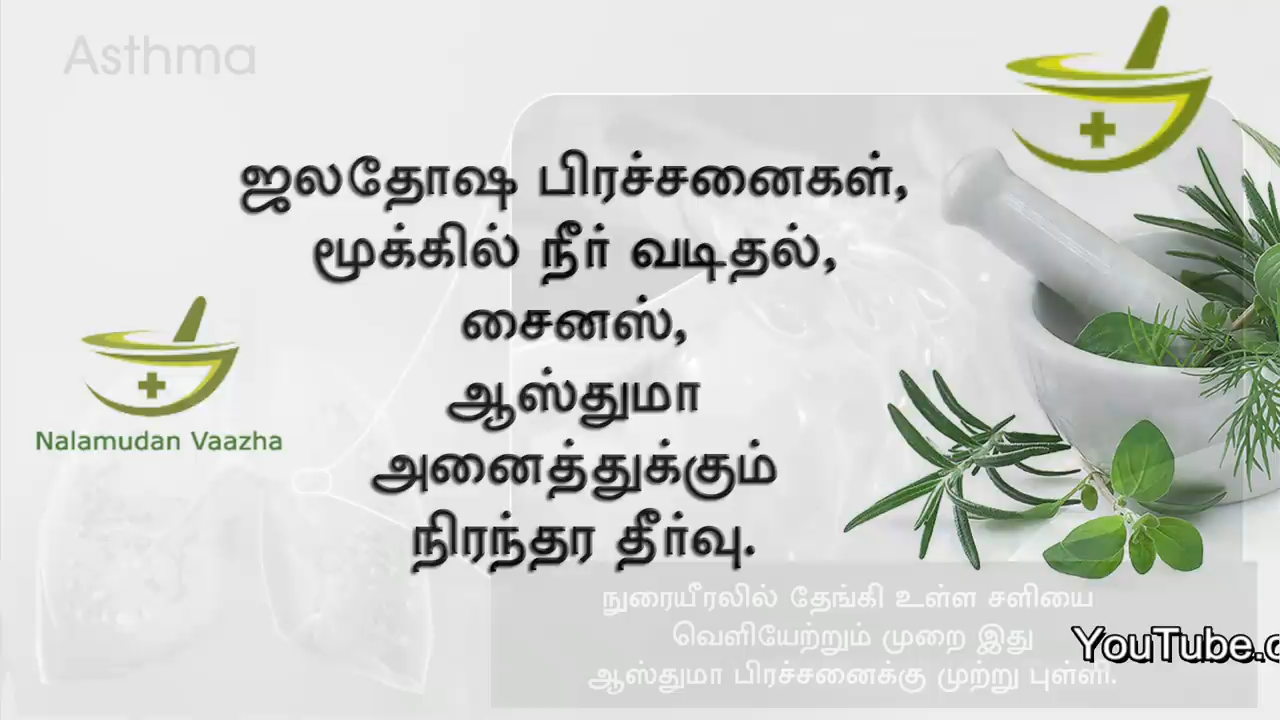 Asthma
ஜலதோஷ பிரச்சனைகள்,
மூக்கில் நீர் வடிதல்,
சைனஸ்,
ஆஸ்துமா
அனைத்துக்கும்
நிரந்தர தீர்வு.
Nalamudan Vaazha
நுரையீரலில் தேங்கி உள்ள சளியை
வெளியேற்றும் முறை இது
ஆஸ்துமா பிரச்சனைக்கு முற்று புள்ளி.
YouTube.c